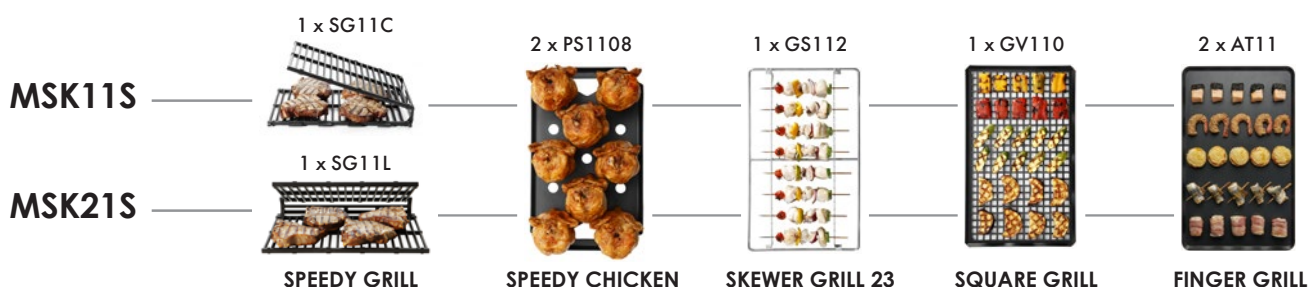 1 x SG11C
2 x PS1108
1 x GS112
1 x GV110
2 x AT11
MSK11S
1 x SG11L
MSK21S
SPEEDY GRILL
SPEEDY CHICKEN
SKEWER GRILL 23
SQUARE GRILL
FINGER GRILL